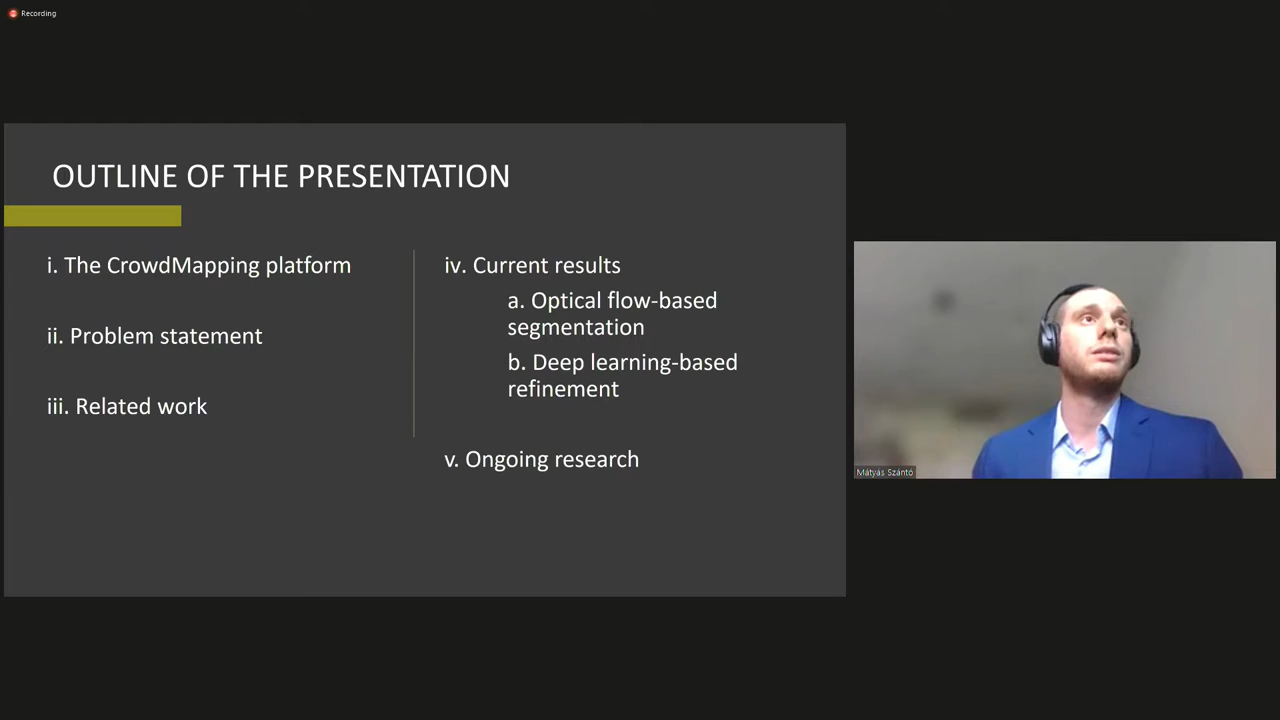 Recording
OUTLINE OF THE PRESENTATION
i. The CrowdMapping platform
ii. Problem statement
iii. Related work
iv. Current results
a. Optical flow-based
segmentation
b. Deep learning-based
refinement
v. Ongoing research
Mátyás Szántó